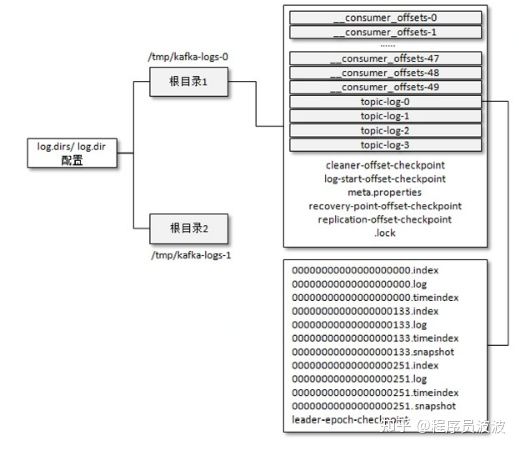 /tmp/kafka-logs-0
根目录1
log.dirs/ log.dir
配置
根目录2
/tmp/kafka-logs-1
__consumer_offsets-0
__consumer_offsets-1
......
__consumer_offsets-47
__consumer_offsets-48
__consumer_offsets-49
topic-log-0
topic-log-1
topic-log-2
topic-log-3
cleaner-offset-checkpoint
log-start-offset-checkpoint
meta.properties
recovery-point-offset-checkpoint
replication-offset-checkpoint
.lock
00000000000000000000.index
00000000000000000000.log
00000000000000000000.timeindex
00000000000000000133.index
00000000000000000133.log
00000000000000000133.timeindex
00000000000000000133.snapshot
00000000000000000251.index
00000000000000000251.log
00000000000000000251.timeindex
00000000000000000251. snapshot
leader-epoch-checkpoint
知乎 @程序员波波